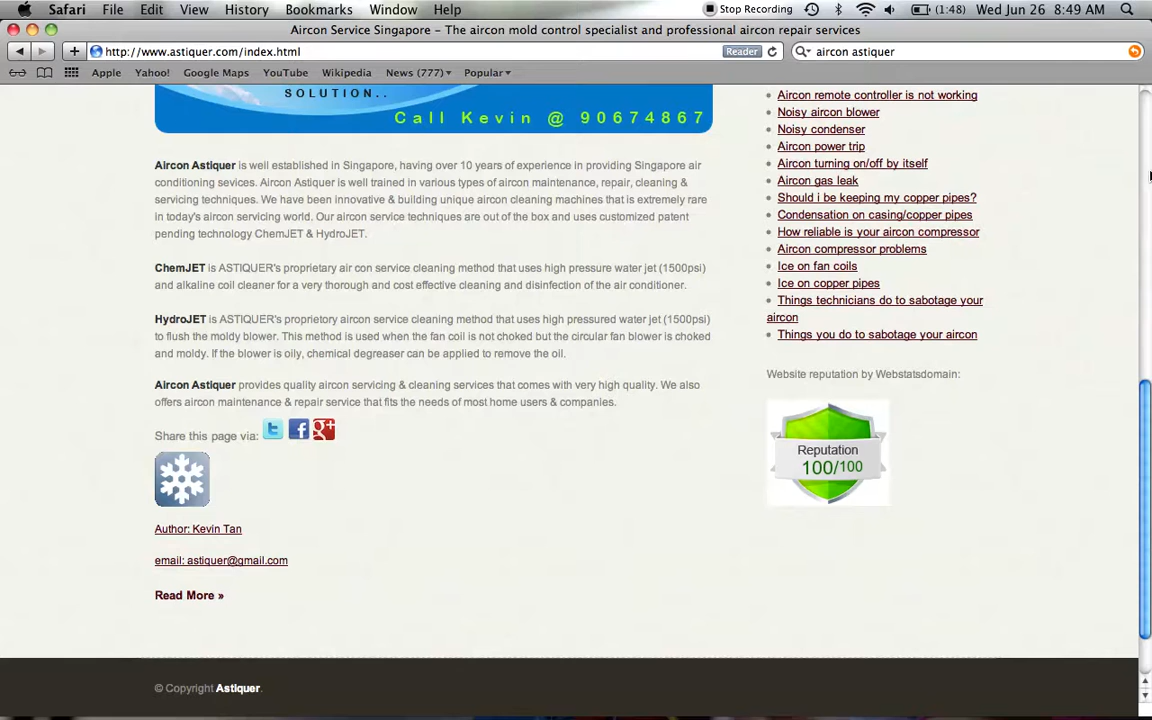 Safari File Edit View History Bookmarks Window Help Stop Recording (1:48) Wed Jun 26 8:49 AM
Aircon Service Singapore – The aircon mold control specialist and professional aircon repair services
http://www.astiquer.com/index.html Reader aircon astiquer
Apple Yahoo! Google Maps YouTube Wikipedia News (777) Popular
SOLUTION..
Call Kevin @ 90674867
Aircon Astiquer is well established in Singapore, having over 10 years of experience in providing Singapore air
conditioning sevices. Aircon Astiquer is well trained in various types of aircon maintenance, repair, cleaning &
servicing techniques. We have been innovative & building unique aircon cleaning machines that is extremely rare
in today's aircon servicing world. Our aircon service techniques are out of the box and uses customized patent
pending technology ChemJET & HydroJET.
ChemJET is ASTIQUER's proprietary air con service cleaning method that uses high pressure water jet (1500psi)
and alkaline coil cleaner for a very thorough and cost effective cleaning and disinfection of the air conditioner.
HydroJET is ASTIQUER's proprietory aircon service cleaning method that uses high pressured water jet (1500psi)
to flush the moldy blower. This method is used when the fan coil is not choked but the circular fan blower is choked
and moldy. If the blower is oily, chemical degreaser can be applied to remove the oil.
Aircon Astiquer provides quality aircon servicing & cleaning services that comes with very high quality. We also
offers aircon maintenance & repair service that fits the needs of most home users & companies.
Share this page via:
Author: Kevin Tan
email: astiquer@gmail.com
Read More »
Aircon remote controller is not working
Noisy aircon blower
Noisy condenser
Aircon power trip
Aircon turning on/off by itself
Aircon gas leak
Should i be keeping my copper pipes?
Condensation on casing/copper pipes
How reliable is your aircon compressor
Aircon compressor problems
Ice on fan coils
Ice on copper pipes
Things technicians do to sabotage your
aircon
Things you do to sabotage your aircon
Website reputation by Webstatsdomain:
Reputation
100/100
© Copyright Astiquer.